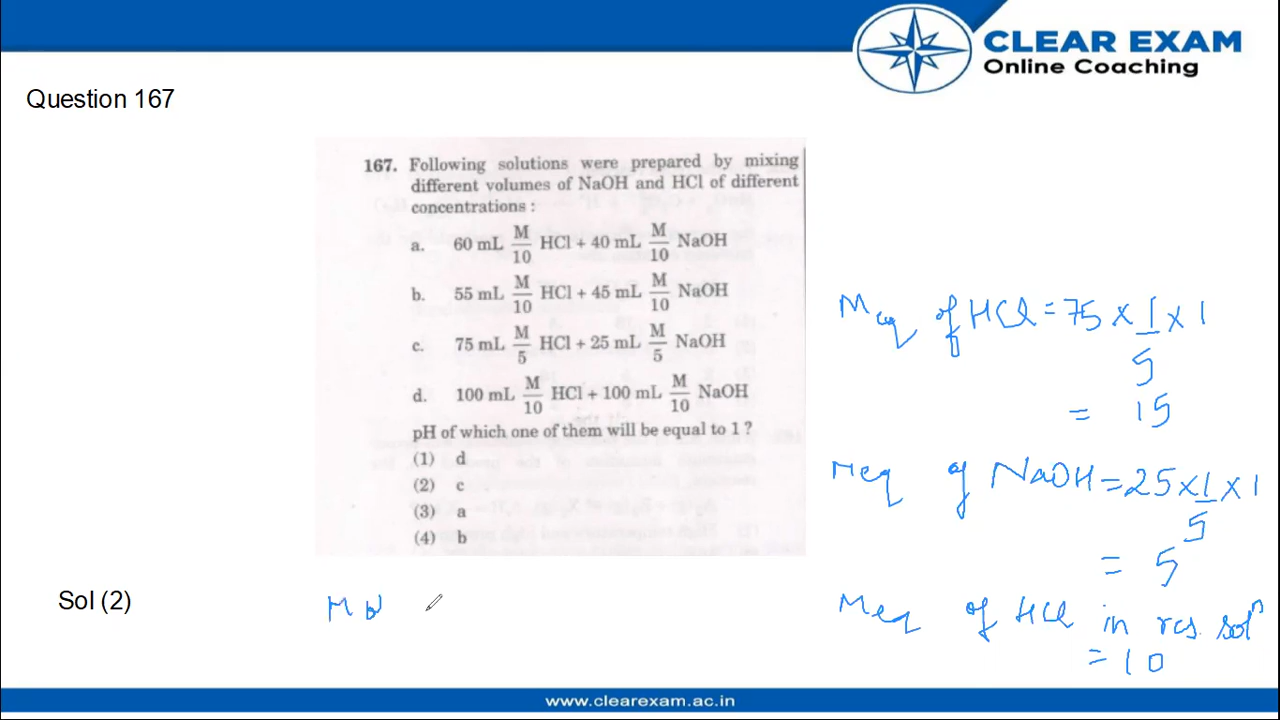 CLEAR EXAM
Online Coaching
Question 167
167. Following solutions were prepared by mixing
different volumes of NaOH and HCl of different
concentrations :
a. 60 mL M/10 HCl + 40 mL M/10 NaOH
b. 55 mL M/10 HCl + 45 mL M/10 NaOH
c. 75 mL M/5 HCl + 25 mL M/5 NaOH
d. 100 mL M/10 HCl + 100 mL M/10 NaOH
pH of which one of them will be equal to 1 ?
(1) d
(2) c
(3) a
(4) b
Sol (2)
Meq of HCl = 75 × 1/5 × 1
= 15
Meq of NaOH = 25 × 1/5 × 1
= 5
Meq of HCl in res. solⁿ
= 10
www.clearexam.ac.in